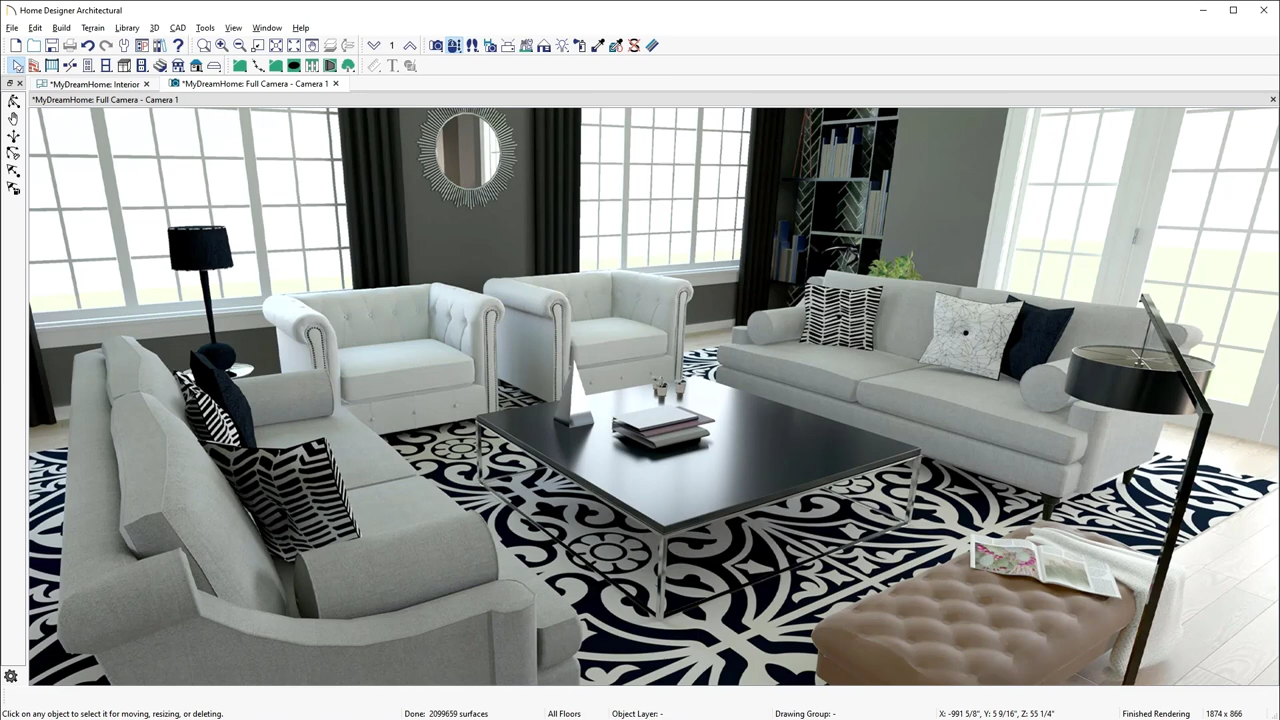 Home Designer Architectural
File Edit Build Terrain Library 3D CAD Tools View Window Help
1
*MyDreamHome: Interior *MyDreamHome: Full Camera - Camera 1
*MyDreamHome: Full Camera - Camera 1
Click on any object to select it for moving, resizing, or deleting. Done: 2099659 surfaces All Floors Object Layer: - Drawing Group: - X: -991 5/8", Y: 5 9/16", Z: 55 1/4" Finished Rendering 1874 x 866